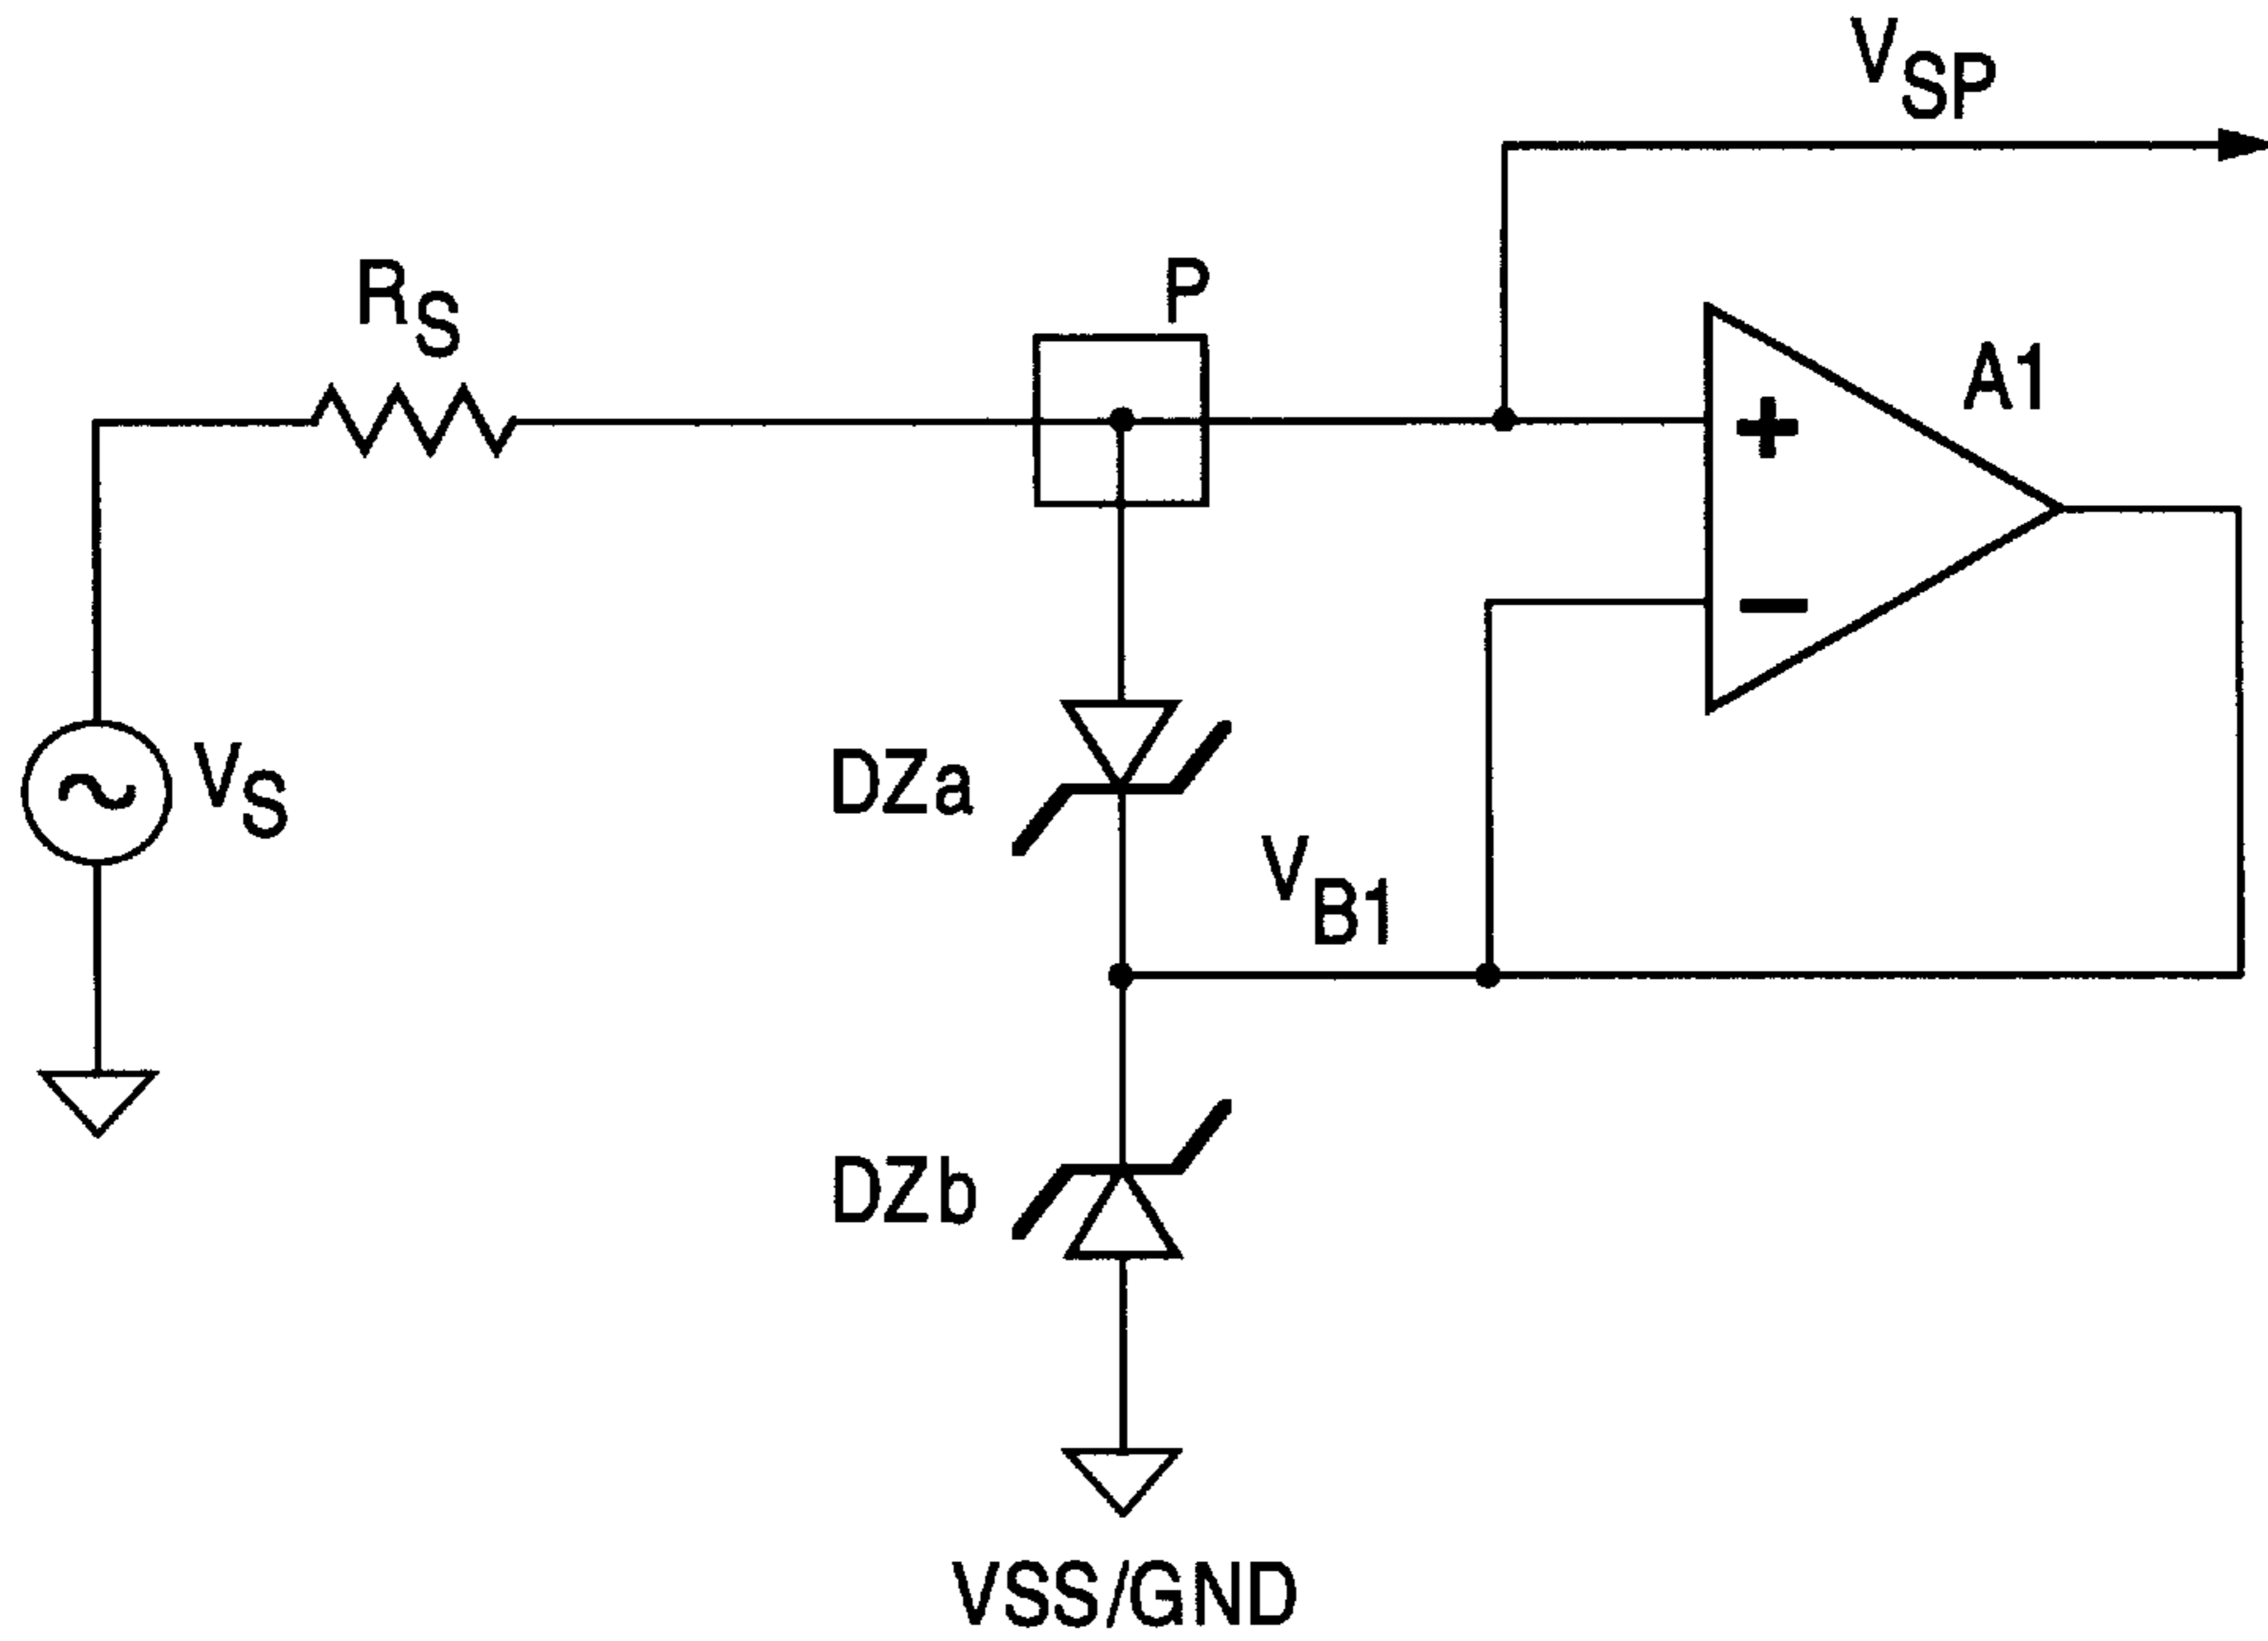 VSP
RS
P
A1
+
−
VS
DZa
VB1
DZb
VSS/GND